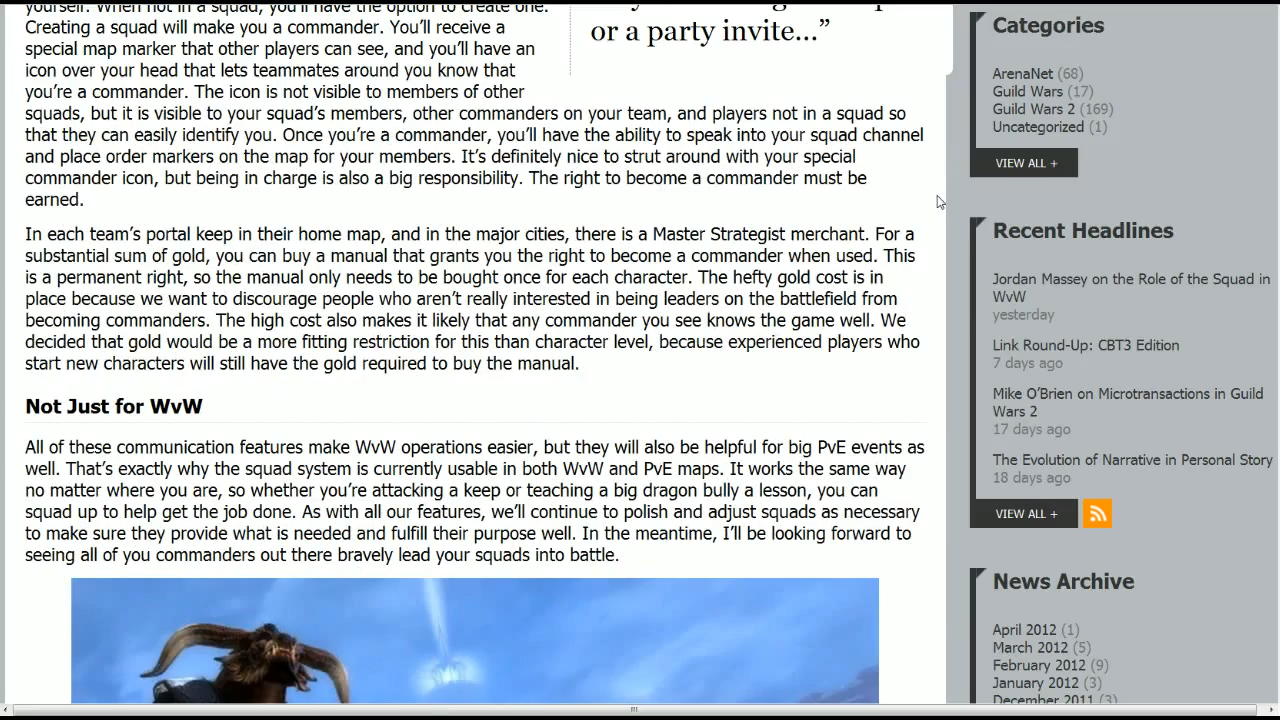 yourself. When not in a squad, you'll have the option to create one.
Creating a squad will make you a commander. You'll receive a
special map marker that other players can see, and you'll have an
icon over your head that lets teammates around you know that
you're a commander. The icon is not visible to members of other
squads, but it is visible to your squad's members, other commanders on your team, and players not in a squad so
that they can easily identify you. Once you're a commander, you'll have the ability to speak into your squad channel
and place order markers on the map for your members. It's definitely nice to strut around with your special
commander icon, but being in charge is also a big responsibility. The right to become a commander must be
earned.
or a party invite…”
In each team's portal keep in their home map, and in the major cities, there is a Master Strategist merchant. For a
substantial sum of gold, you can buy a manual that grants you the right to become a commander when used. This
is a permanent right, so the manual only needs to be bought once for each character. The hefty gold cost is in
place because we want to discourage people who aren't really interested in being leaders on the battlefield from
becoming commanders. The high cost also makes it likely that any commander you see knows the game well. We
decided that gold would be a more fitting restriction for this than character level, because experienced players who
start new characters will still have the gold required to buy the manual.
Not Just for WvW
All of these communication features make WvW operations easier, but they will also be helpful for big PvE events as
well. That's exactly why the squad system is currently usable in both WvW and PvE maps. It works the same way
no matter where you are, so whether you're attacking a keep or teaching a big dragon bully a lesson, you can
squad up to help get the job done. As with all our features, we'll continue to polish and adjust squads as necessary
to make sure they provide what is needed and fulfill their purpose well. In the meantime, I'll be looking forward to
seeing all of you commanders out there bravely lead your squads into battle.
Categories
ArenaNet (68)
Guild Wars (17)
Guild Wars 2 (169)
Uncategorized (1)
VIEW ALL +
Recent Headlines
Jordan Massey on the Role of the Squad in
WvW
yesterday
Link Round-Up: CBT3 Edition
7 days ago
Mike O'Brien on Microtransactions in Guild
Wars 2
17 days ago
The Evolution of Narrative in Personal Story
18 days ago
VIEW ALL +
News Archive
April 2012 (1)
March 2012 (5)
February 2012 (9)
January 2012 (3)
December 2011 (3)